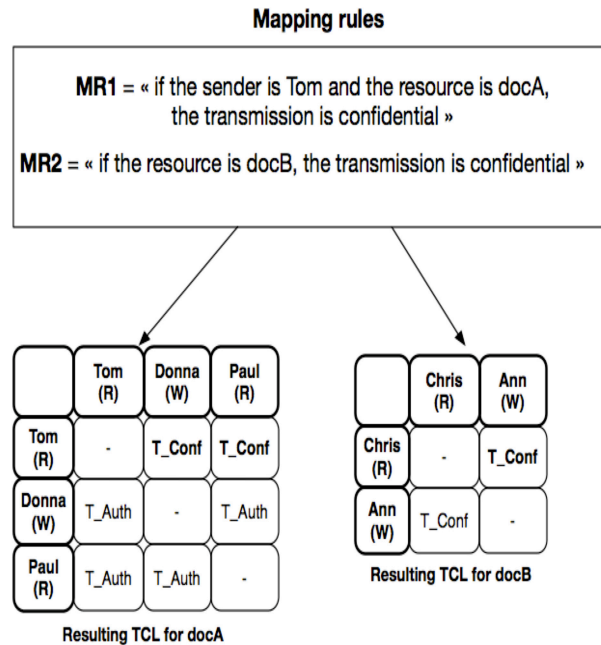 Mapping rules
MR1 = « if the sender is Tom and the resource is docA,
the transmission is confidential »
MR2 = « if the resource is docB, the transmission is confidential »
Tom Donna Paul
(R) (W) (R)
Tom
(R) - T_Conf T_Conf
Donna
(W) T_Auth - T_Auth
Paul
(R) T_Auth T_Auth -
Resulting TCL for docA
Chris Ann
(R) (W)
Chris
(R) - T_Conf
Ann
(W) T_Conf -
Resulting TCL for docB